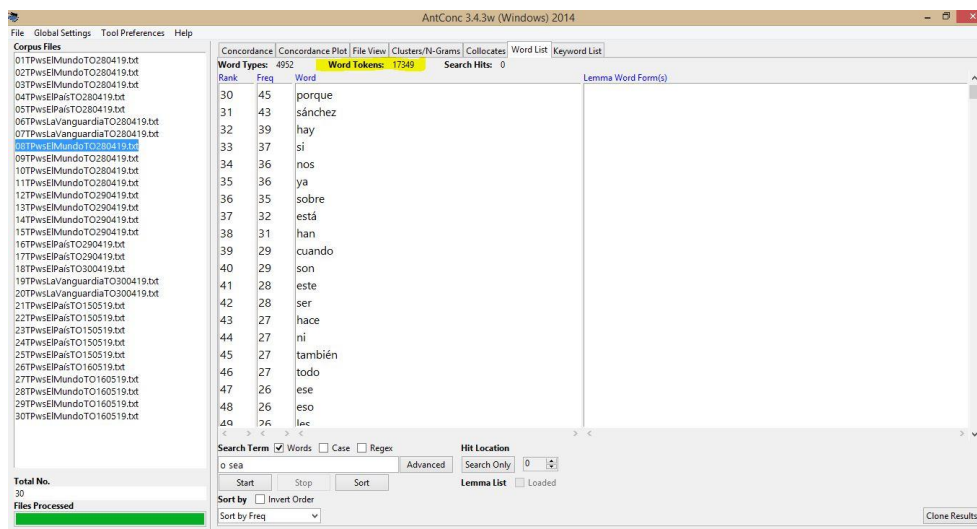 AntConc 3.4.3w (Windows) 2014
File Global Settings Tool Preferences Help
Corpus Files
01TPwsElMundoTO280419.txt
02TPwsElMundoTO280419.txt
03TPwsElMundoTO280419.txt
04TPwsElPaísTO280419.txt
05TPwsElPaísTO280419.txt
06TPwsLaVanguardiaTO280419.txt
07TPwsLaVanguardiaTO280419.txt
08TPwsElMundoTO280419.txt
09TPwsElMundoTO280419.txt
10TPwsElMundoTO280419.txt
11TPwsElMundoTO280419.txt
12TPwsElMundoTO290419.txt
13TPwsElMundoTO290419.txt
14TPwsElMundoTO290419.txt
15TPwsElMundoTO290419.txt
16TPwsElPaísTO290419.txt
17TPwsElPaísTO290419.txt
18TPwsElPaísTO300419.txt
19TPwsLaVanguardiaTO300419.txt
20TPwsLaVanguardiaTO300419.txt
21TPwsElPaísTO150519.txt
22TPwsElPaísTO150519.txt
23TPwsElPaísTO150519.txt
24TPwsElPaísTO150519.txt
25TPwsElPaísTO150519.txt
26TPwsElPaísTO160519.txt
27TPwsElMundoTO160519.txt
28TPwsElMundoTO160519.txt
29TPwsElMundoTO160519.txt
30TPwsElMundoTO160519.txt
Total No.
30
Files Processed
Concordance Concordance Plot File View Clusters/N-Grams Collocates Word List Keyword List
Word Types: 4952 Word Tokens: 17349 Search Hits: 0
Rank Freq Word Lemma Word Form(s)
30 45 porque
31 43 sánchez
32 39 hay
33 37 si
34 36 nos
35 36 ya
36 35 sobre
37 32 está
38 31 han
39 29 cuando
40 29 son
41 28 este
42 28 ser
43 27 hace
44 27 ni
45 27 también
46 27 todo
47 26 ese
48 26 eso
49 26 les
Search Term Words Case Regex Hit Location
o sea Advanced Search Only 0
Start Stop Sort Lemma List Loaded
Sort by Invert Order
Sort by Freq Clone Results